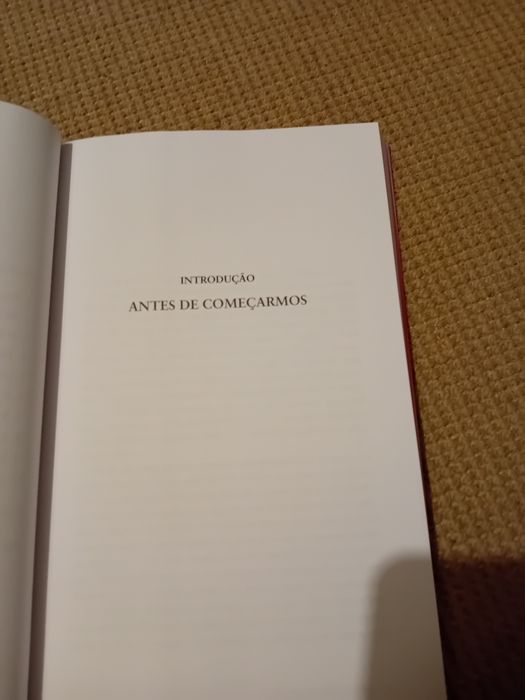 INTRODUÇÃO
ANTES DE COMEÇARMOS